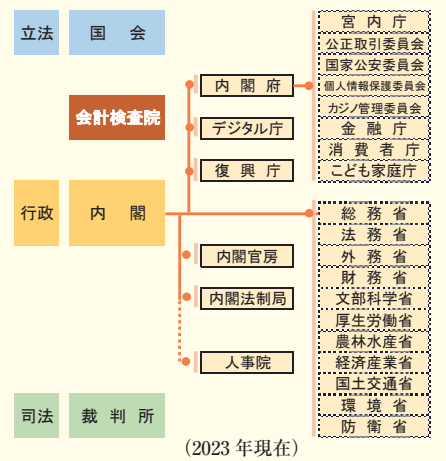 立法 国会
会計検査院
行政 内閣
司法 裁判所
内閣府
デジタル庁
復興庁
内閣官房
内閣法制局
人事院
宮内庁
公正取引委員会
国家公安委員会
個人情報保護委員会
カジノ管理委員会
金融庁
消費者庁
こども家庭庁
総務省
法務省
外務省
財務省
文部科学省
厚生労働省
農林水産省
経済産業省
国土交通省
環境省
防衛省
（2023 年現在）